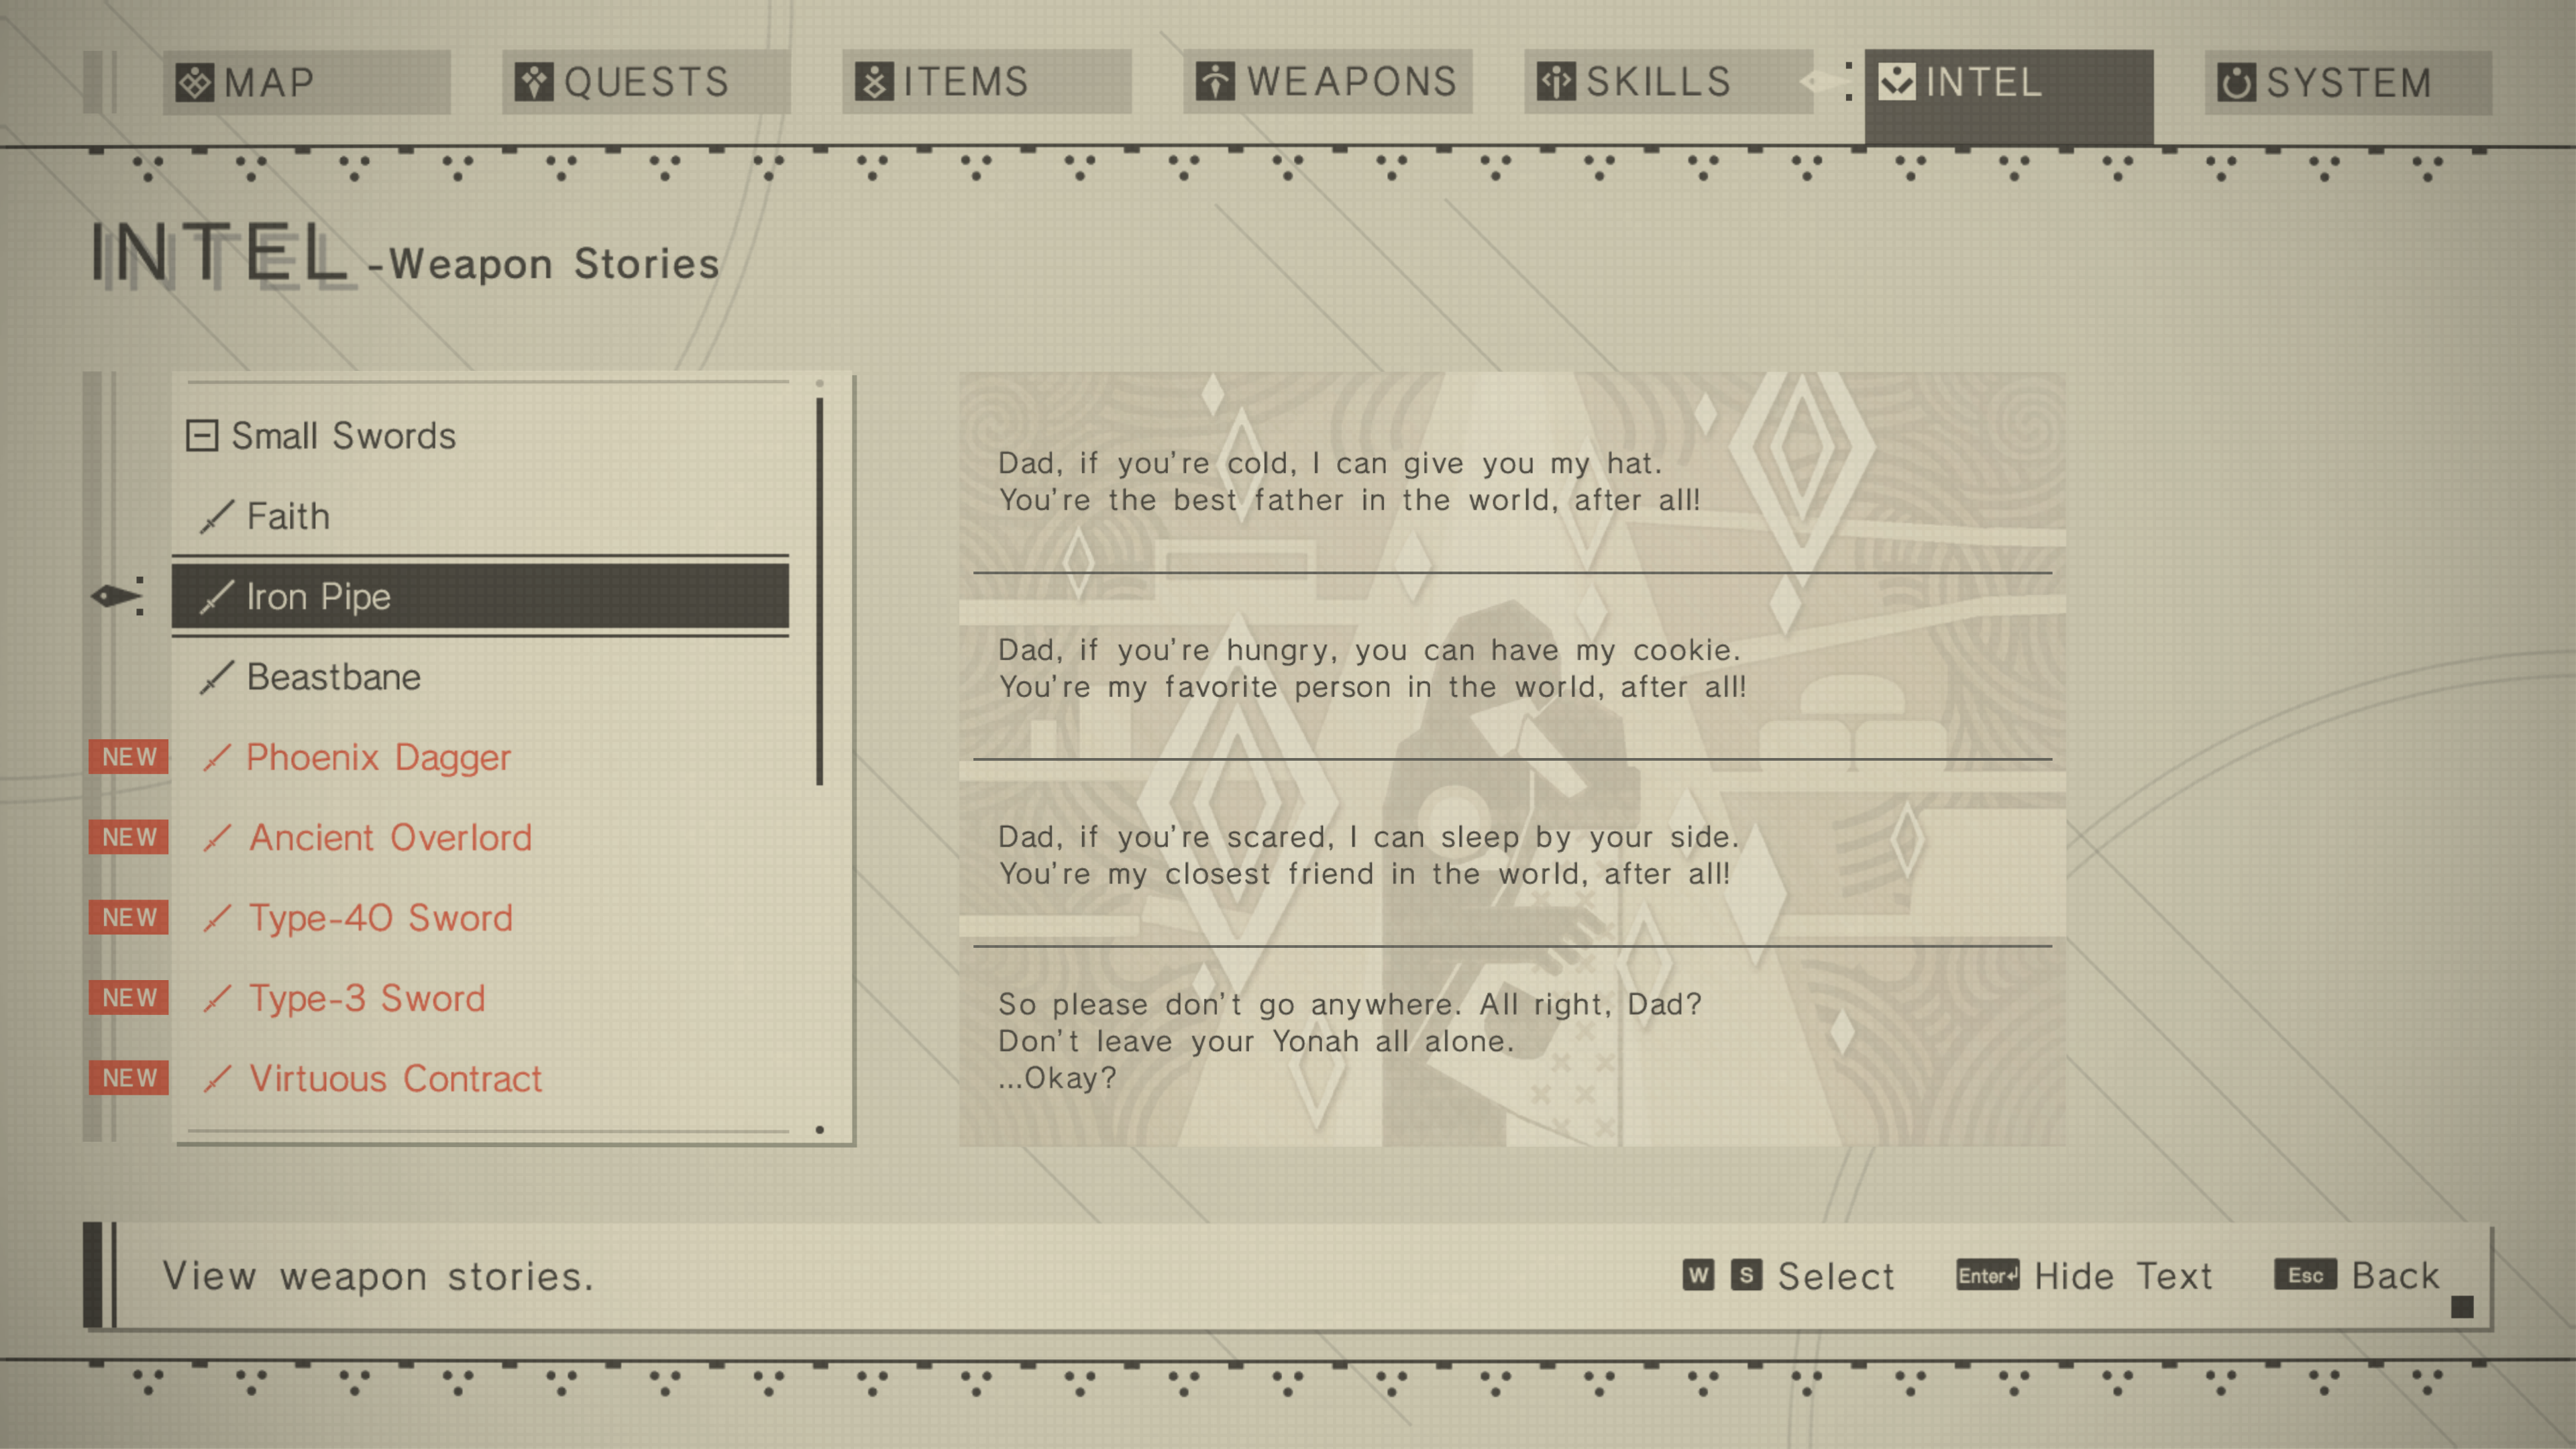 MAP
QUESTS
ITEMS
WEAPONS
SKILLS
INTEL
SYSTEM
INTEL -Weapon Stories
Small Swords
Faith
Iron Pipe
Beastbane
NEW Phoenix Dagger
NEW Ancient Overlord
NEW Type-4O Sword
NEW Type-3 Sword
NEW Virtuous Contract
Dad, if you're cold, I can give you my hat.
You're the best father in the world, after all!
Dad, if you're hungry, you can have my cookie.
You're my favorite person in the world, after all!
Dad, if you're scared, I can sleep by your side.
You're my closest friend in the world, after all!
So please don't go anywhere. All right, Dad?
Don't leave your Yonah all alone.
...Okay?
View weapon stories.
W S Select
Enter↵ Hide Text
Esc Back